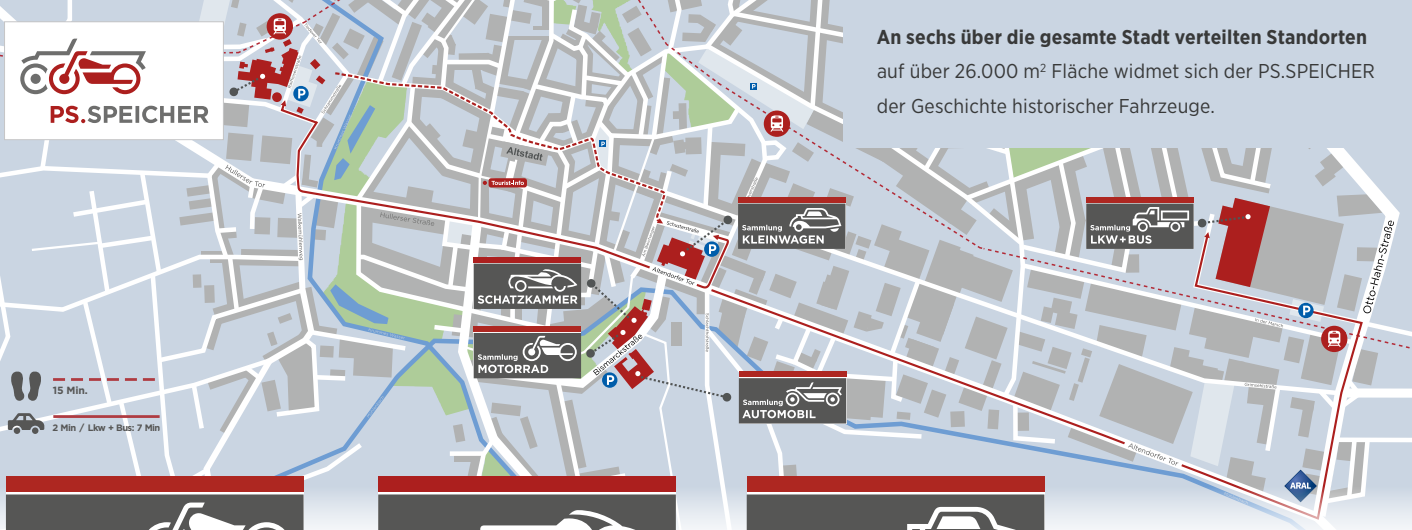 An sechs über die gesamte Stadt verteilten Standorten
auf über 26.000 m² Fläche widmet sich der PS.SPEICHER
der Geschichte historischer Fahrzeuge.
PS.SPEICHER
P
P
P
Altstadt
Tourist-Info
Hullerser Tor
Hullerser Straße
Schusterstraße
P
Sammlung
KLEINWAGEN
Sammlung
LKW+BUS
Otto-Hahn-Straße
Altendorfer Tor
SCHATZKAMMER
P
Sammlung
MOTORRAD
Bismarckstraße
P
Sammlung
AUTOMOBIL
15 Min.
2 Min / Lkw + Bus: 7 Min
Altendorfer Tor
ARAL